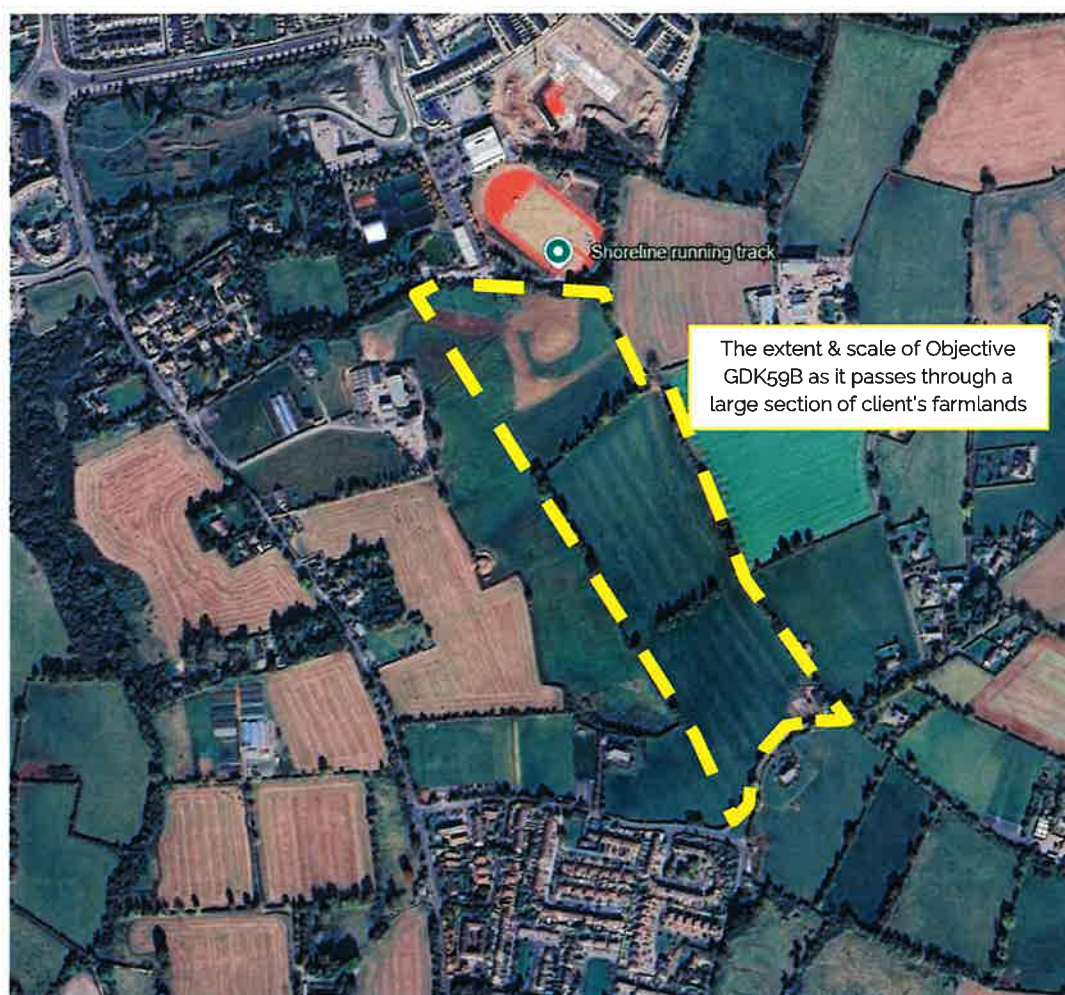 Shoreline running track
The extent & scale of Objective
GDK59B as it passes through a
large section of client's farmlands